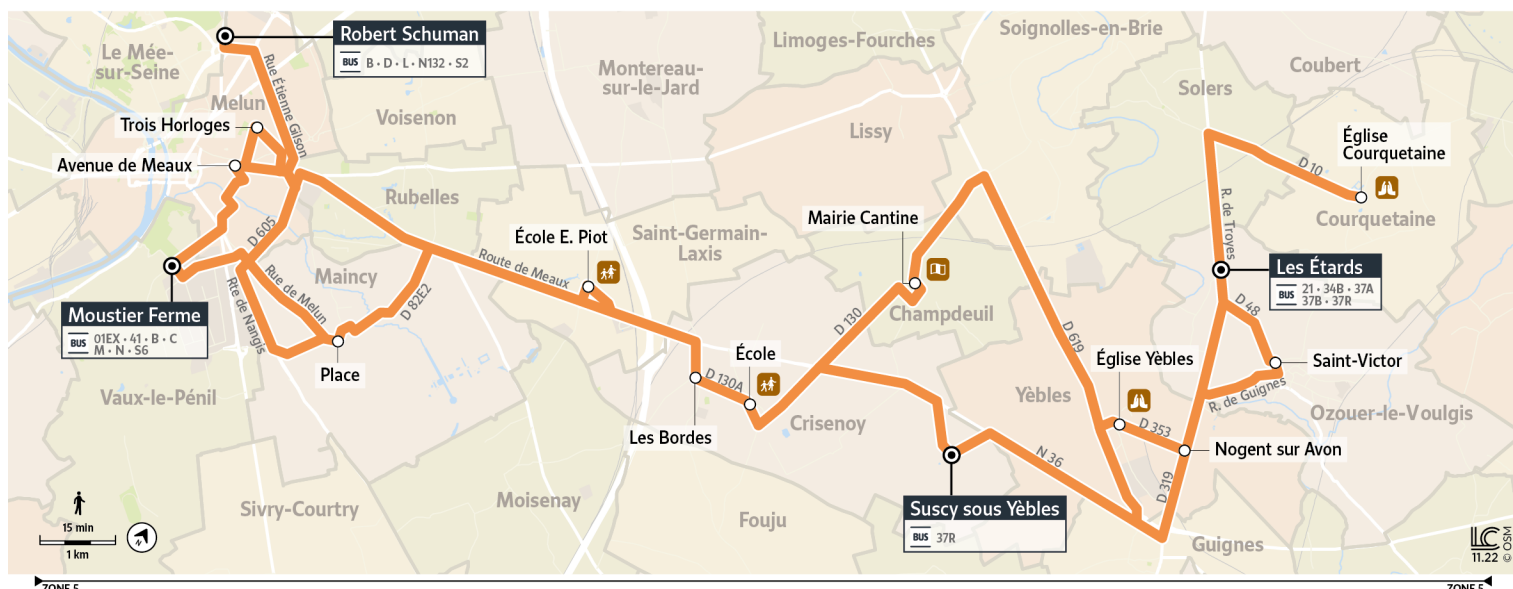 Robert Schuman
BUS B • D • L • N132 • S2
Le Mée-
sur-Seine
Rue Étienne Gilson
Melun
Trois Horloges
Avenue de Meaux
Voisenon
Montereau-
sur-le-Jard
Limoges-Fourches
Soignolles-en-Brie
Coubert
Solers
Lissy
Église
Courquetaine
D 10
Courquetaine
Rubelles
D 605
Maincy
Rue de Melun
Rte de Nangis
D 82E2
Moustier Ferme
BUS 01EX • 41 • B • C
M • N • S6
Place
Vaux-le-Pénil
École E. Piot
Route de Meaux
Saint-Germain-
Laxis
Mairie Cantine
Champdeuil
D 130
École
D 130A
Les Bordes
Crisenoy
R. de Troyes
Les Étards
BUS 21 • 34B • 37A
37B • 37R
D 48
Saint-Victor
R. de Guignes
Ozouer-le-Voulgis
D 619
Église Yèbles
Yèbles
D 353
Nogent sur Avon
N 36
D 319
Suscy sous Yèbles
BUS 37R
Guignes
Sivry-Courtry
Moisenay
Fouju
15 min
1 km
N
LC
11.22 © OSM
ZONE 5
ZONE 5